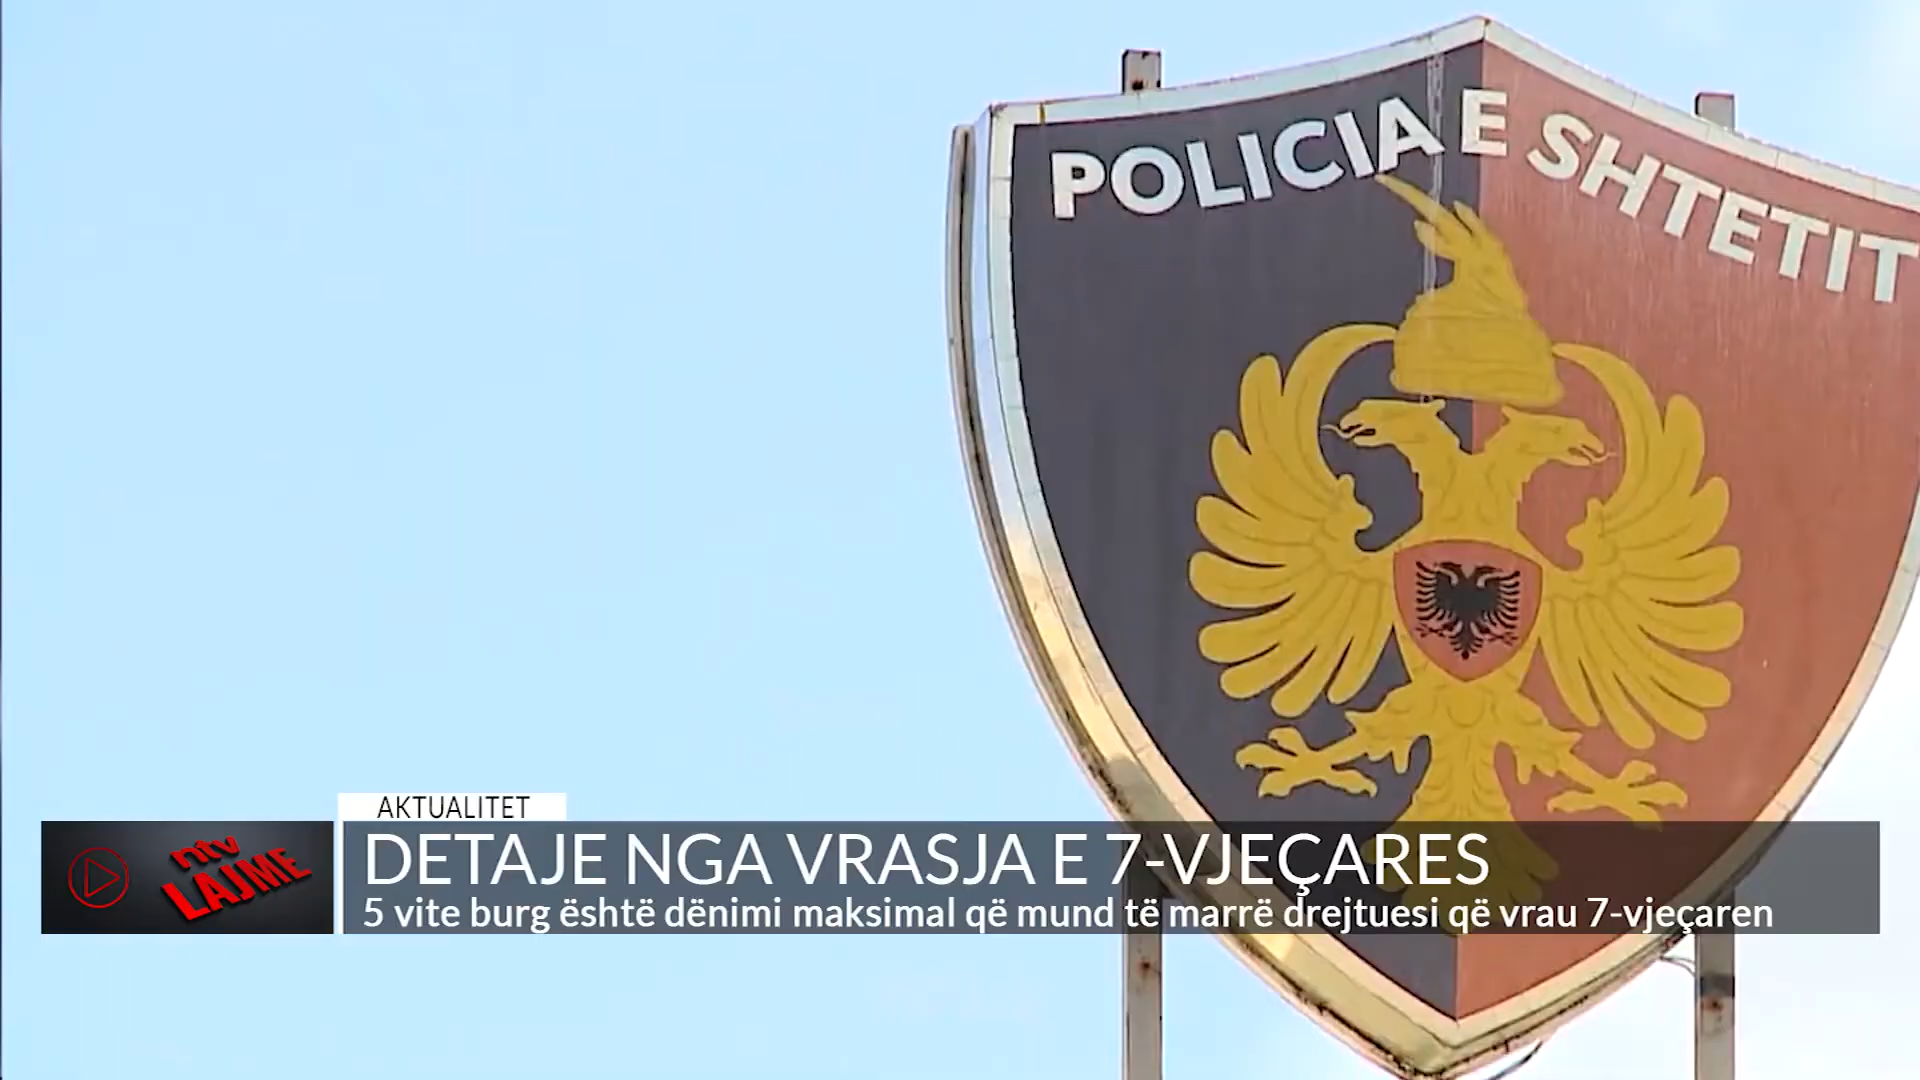 POLICIA E SHTETIT
AKTUALITET
ntv
LAJME
DETAJE NGA VRASJA E 7-VJEÇARES
5 vite burg është dënimi maksimal që mund të marrë drejtuesi që vrau 7-vjeçaren